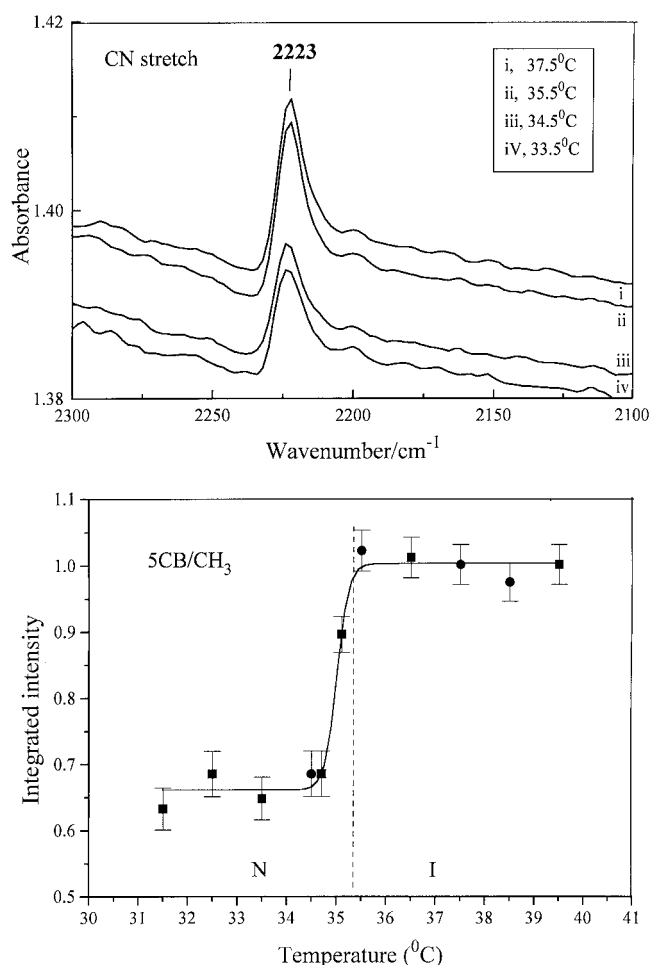 1.42
CN stretch
2223
i, 37.5⁰C
ii, 35.5⁰C
iii, 34.5⁰C
iV, 33.5⁰C
1.40
Absorbance
i
ii
iii
iv
1.38
2300 2250 2200 2150 2100
Wavenumber/cm⁻¹
1.1
5CB/CH₃
1.0
0.9
0.8
0.7
0.6
0.5
Integrated intensity
N I
30 31 32 33 34 35 36 37 38 39 40 41
Temperature (⁰C)